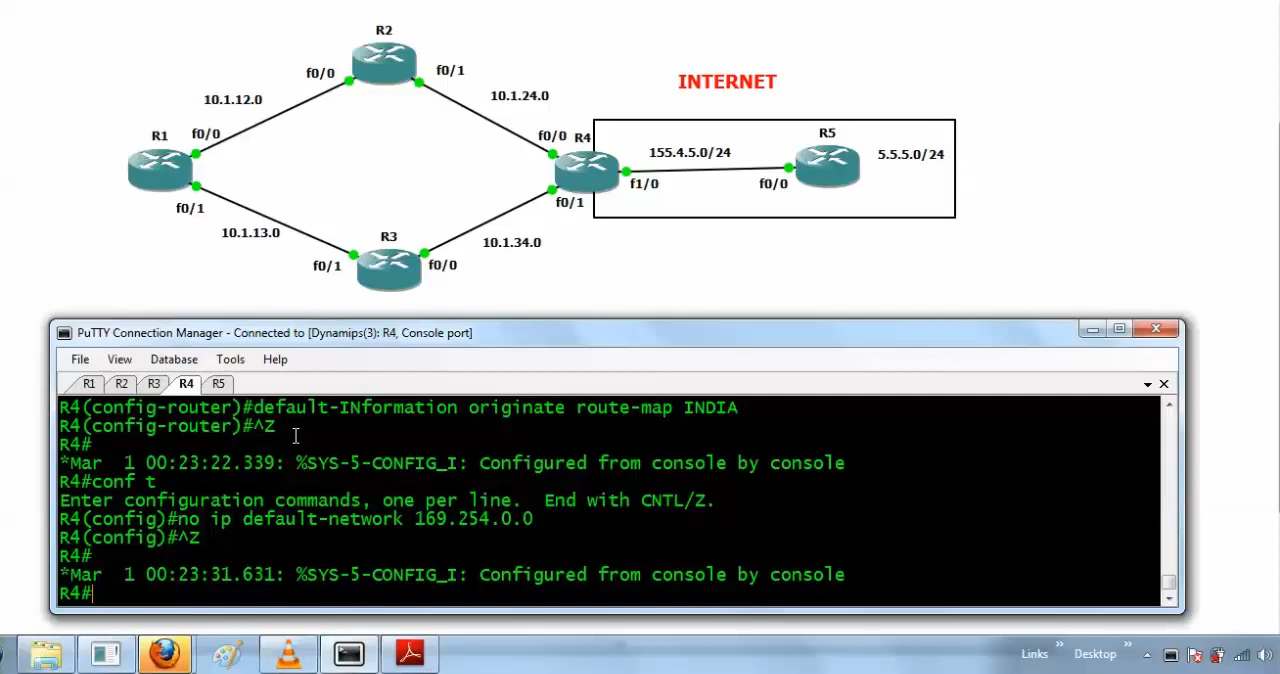 R2
f0/0
f0/1
10.1.12.0
10.1.24.0
INTERNET
R1
f0/0
f0/0
R4
R5
155.4.5.0/24
5.5.5.0/24
f1/0
f0/0
f0/1
f0/1
10.1.13.0
R3
10.1.34.0
f0/1
f0/0
PuTTY Connection Manager - Connected to [Dynamips(3): R4, Console port]
File View Database Tools Help
R1 R2 R3 R4 R5
R4(config-router)#default-INformation originate route-map INDIA
R4(config-router)#^Z
R4#
*Mar  1 00:23:22.339: %SYS-5-CONFIG_I: Configured from console by console
R4#conf t
Enter configuration commands, one per line.  End with CNTL/Z.
R4(config)#no ip default-network 169.254.0.0
R4(config)#^Z
R4#
*Mar  1 00:23:31.631: %SYS-5-CONFIG_I: Configured from console by console
R4#
Links » Desktop »